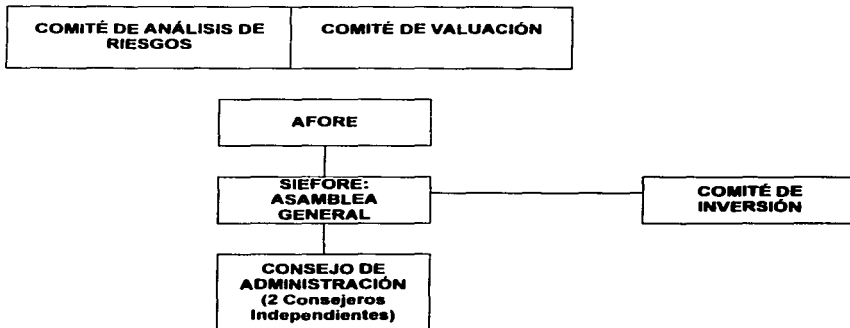 COMITÉ DE ANÁLISIS DE
RIESGOS
COMITÉ DE VALUACIÓN
AFORE
SIEFORE:
ASAMBLEA
GENERAL
COMITÉ DE
INVERSIÓN
CONSEJO DE
ADMINISTRACIÓN
(2 Consejeros
Independientes)